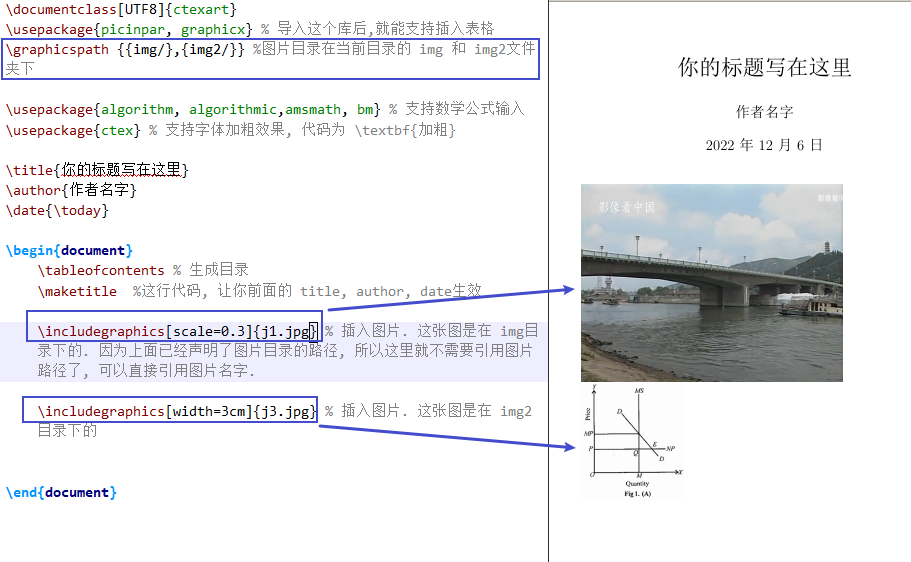 \documentclass[UTF8]{ctexart}
\usepackage{picinpar, graphicx} % 导入这个库后,就能支持插入表格
\graphicspath {{img/},{img2/}} %图片目录在当前目录的 img 和 img2文件
夹下
\usepackage{algorithm, algorithmic,amsmath, bm} % 支持数学公式输入
\usepackage{ctex} % 支持字体加粗效果, 代码为 \textbf{加粗}
\title{你的标题写在这里}
\author{作者名字}
\date{\today}
\begin{document}
\tableofcontents % 生成目录
\maketitle %这行代码, 让你前面的 title, author, date生效
\includegraphics[scale=0.3]{j1.jpg} % 插入图片. 这张图是在 img目
录下的. 因为上面已经声明了图片目录的路径, 所以这里就不需要引用图片
路径了, 可以直接引用图片名字.
\includegraphics[width=3cm]{j3.jpg} % 插入图片. 这张图是在 img2
目录下的
\end{document}
你的标题写在这里
作者名字
2022 年 12 月 6 日
影像看中国
影像看中
Y
MS
Price
D
MP
P
E
NP
Q
D
O
M
X
Quantity
Fig 1. (A)